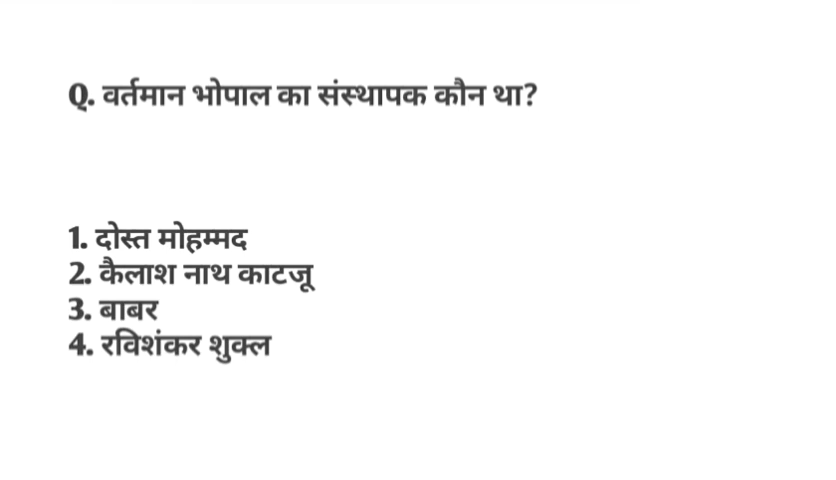 Q. वर्तमान भोपाल का संस्थापक कौन था?
1. दोस्त मोहम्मद
2. कैलाश नाथ काटजू
3. बाबर
4. रविशंकर शुक्ल